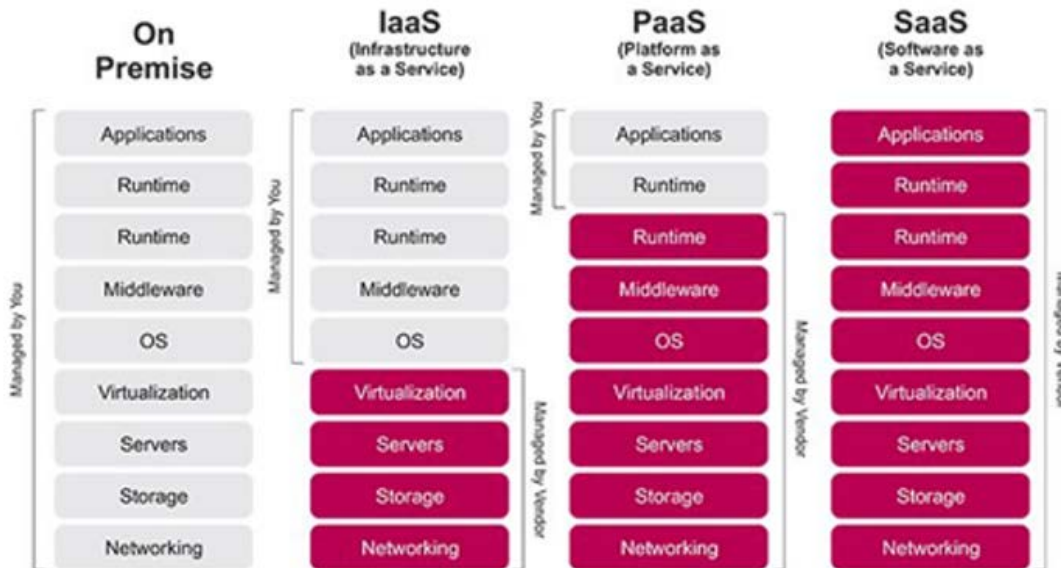 On
Premise
Managed by You
Applications
Runtime
Runtime
Middleware
OS
Virtualization
Servers
Storage
Networking
IaaS
(Infrastructure
as a Service)
Managed by You
Applications
Runtime
Runtime
Middleware
OS
Virtualization
Servers
Storage
Networking
Managed by Vendor
PaaS
(Platform as
a Service)
Managed by You
Applications
Runtime
Runtime
Middleware
OS
Virtualization
Servers
Storage
Networking
Managed by Vendor
SaaS
(Software as
a Service)
Applications
Runtime
Runtime
Middleware
OS
Virtualization
Servers
Storage
Networking
Managed by Vendor